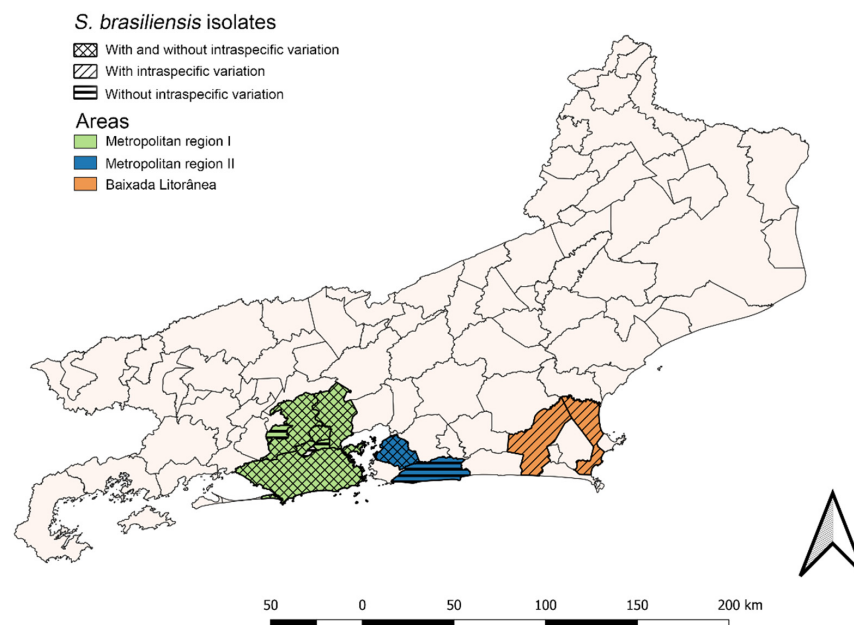 S. brasiliensis isolates
With and without intraspecific variation
With intraspecific variation
Without intraspecific variation
Areas
Metropolitan region I
Metropolitan region II
Baixada Litorânea
50 0 50 100 150 200 km